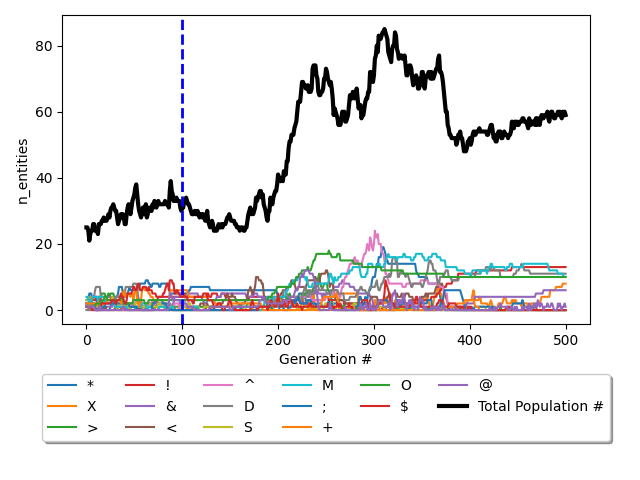 80
60
40
20
0
n_entities
0 100 200 300 400 500
Generation #
* ! ^ M O @
X & D ; $ Total Population #
> < S +